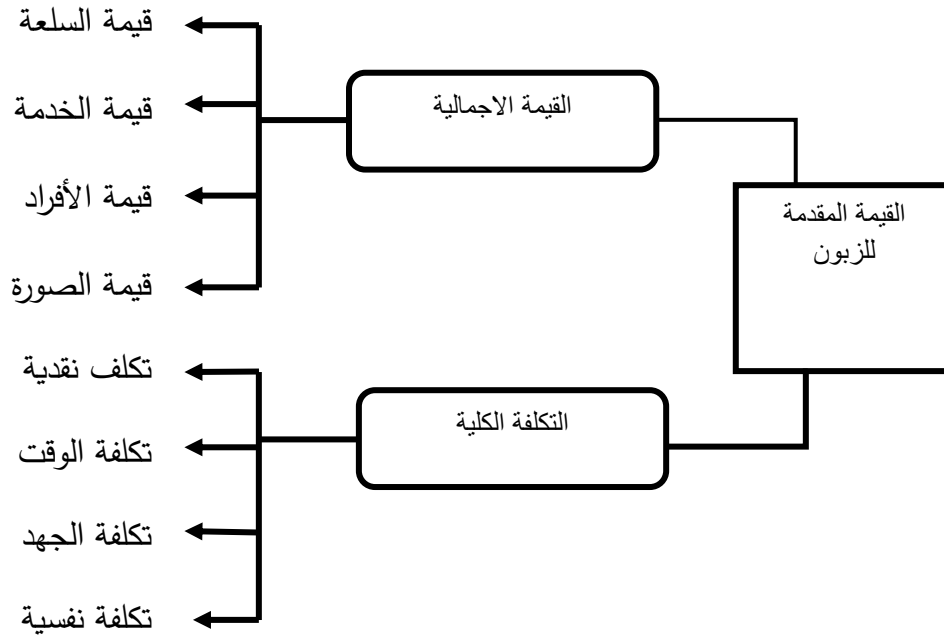 القيمة المقدمة
للزبون
القيمة الاجمالية
قيمة السلعة
قيمة الخدمة
قيمة الأفراد
قيمة الصورة
التكلفة الكلية
تكلف نقدية
تكلفة الوقت
تكلفة الجهد
تكلفة نفسية